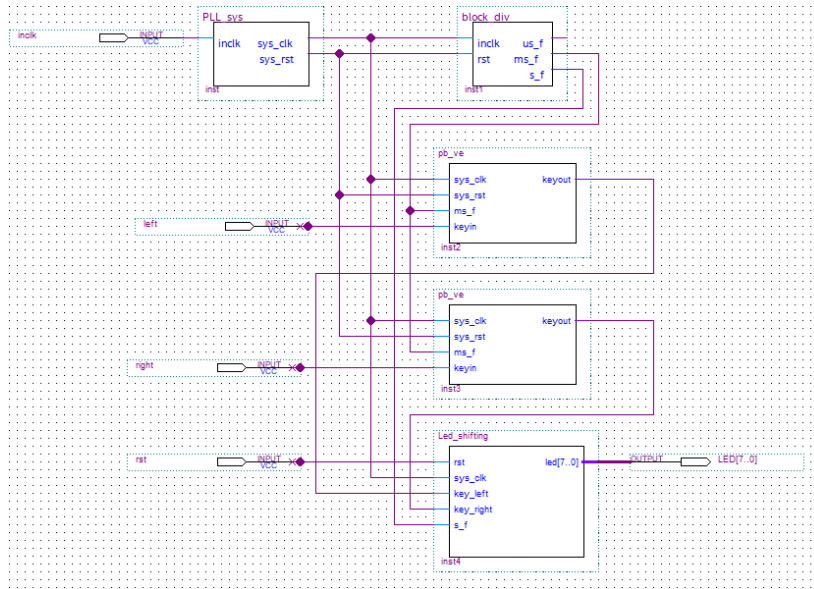 PLL_sys
inclk
INPUT
VCC
inclk
sys_clk
sys_rst
inst
block_div
inclk
us_f
rst
ms_f
s_f
inst1
pb_ve
sys_clk
keyout
sys_rst
ms_f
keyin
inst2
left
INPUT
VCC
pb_ve
sys_clk
keyout
sys_rst
ms_f
keyin
inst3
right
INPUT
VCC
Led_shifting
rst
led[7..0]
sys_clk
key_left
key_right
s_f
inst4
rst
INPUT
VCC
OUTPUT
LED[7..0]